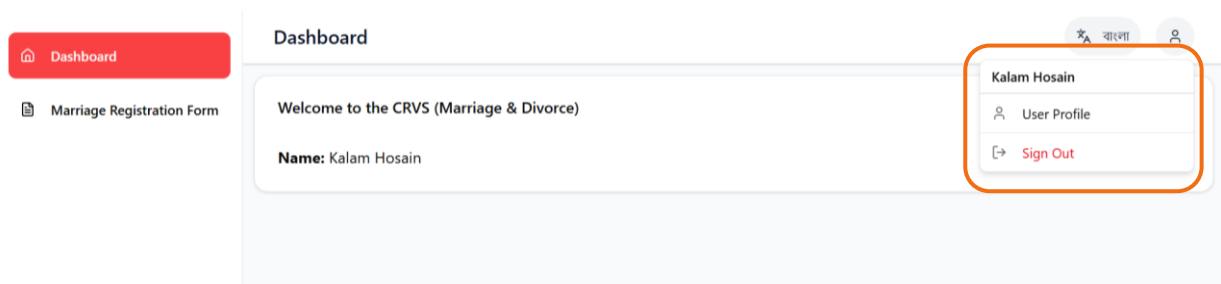 Dashboard
Marriage Registration Form
Dashboard
বাংলা
Welcome to the CRVS (Marriage & Divorce)
Name: Kalam Hosain
Kalam Hosain
User Profile
Sign Out